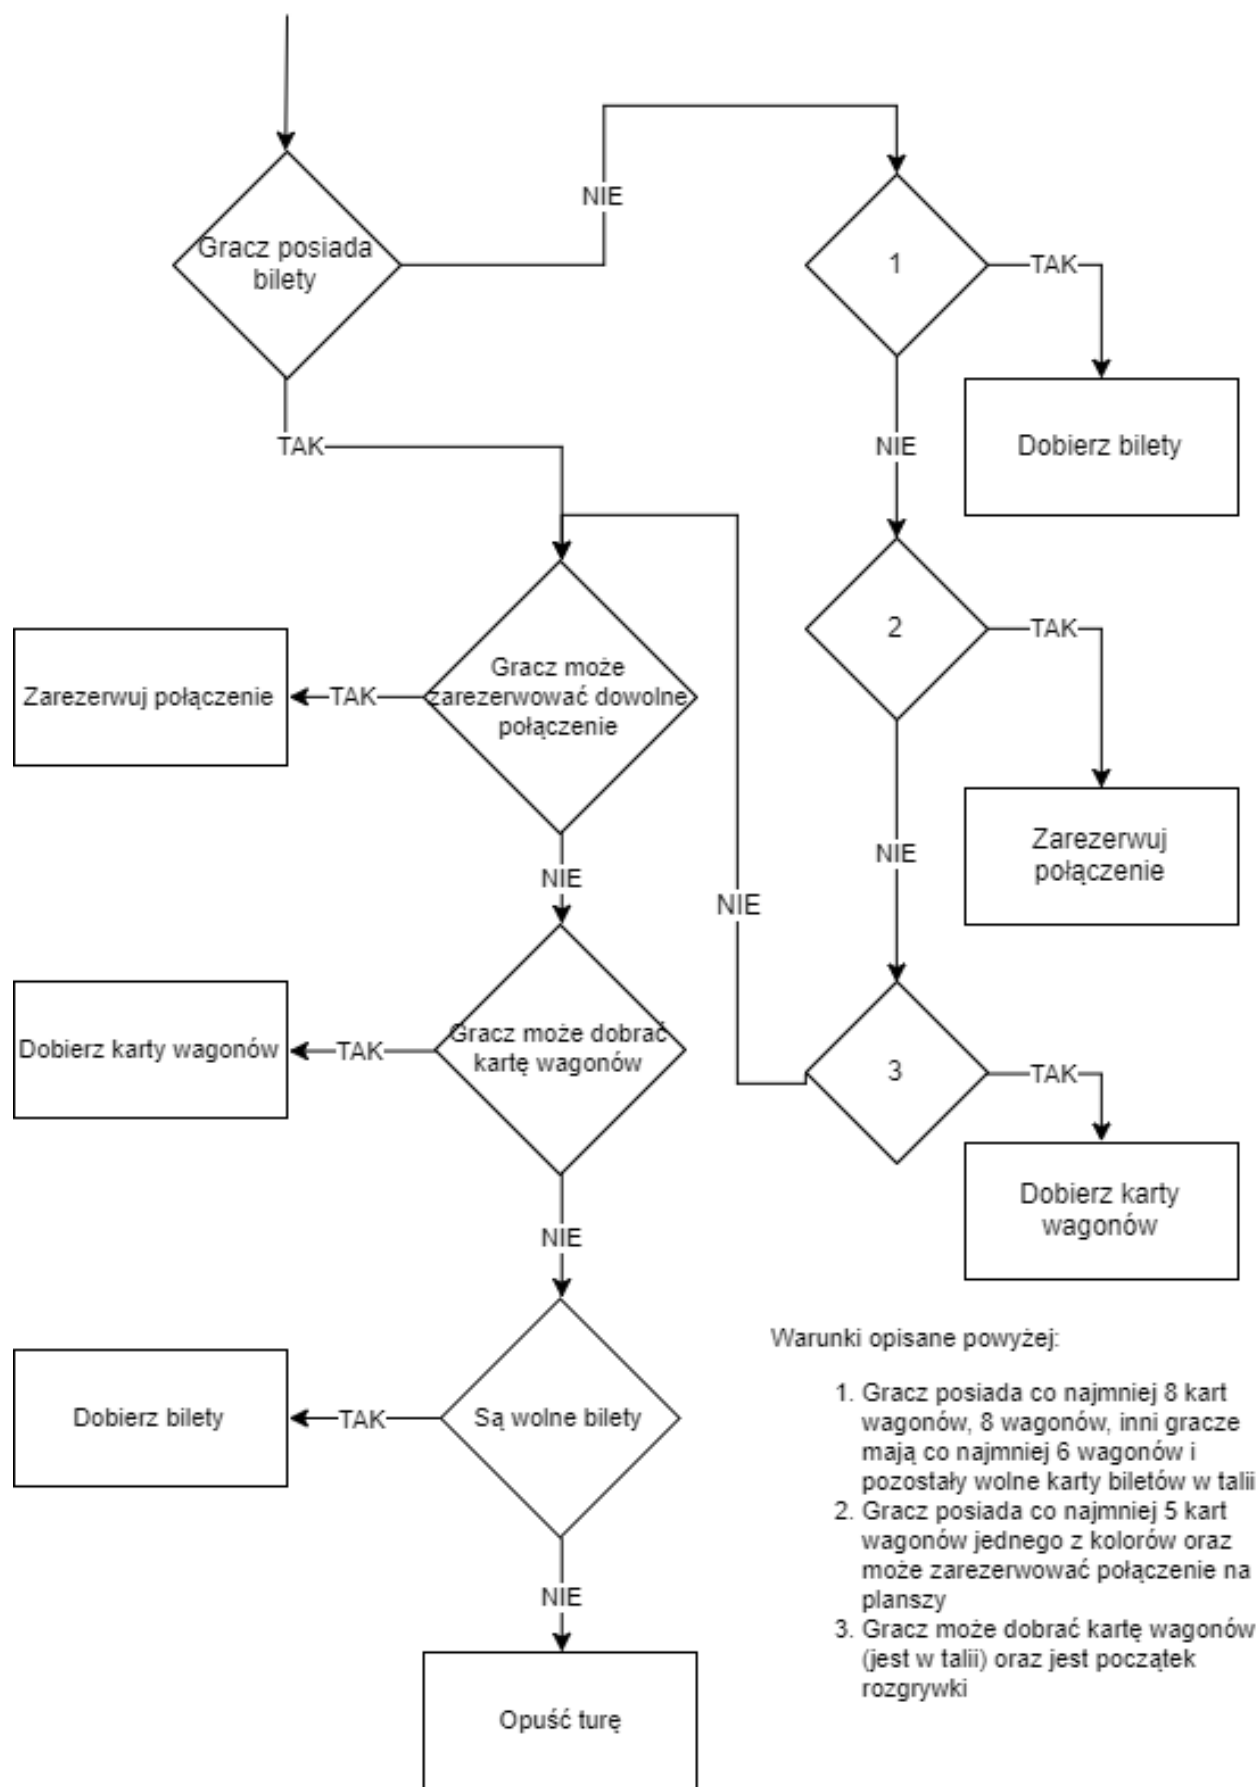 NIE
Gracz posiada
bilety
1
TAK
TAK
NIE
Dobierz bilety
2
TAK
Zarezerwuj połączenie
TAK
Gracz może
zarezerwować dowolne
połączenie
NIE
NIE
NIE
Zarezerwuj
połączenie
Dobierz karty wagonów
TAK
Gracz może dobrać
kartę wagonów
3
TAK
NIE
Dobierz karty
wagonów
Dobierz bilety
TAK
Są wolne bilety
NIE
Opuść turę
Warunki opisane powyżej:
1. Gracz posiada co najmniej 8 kart
wagonów, 8 wagonów, inni gracze
mają co najmniej 6 wagonów i
pozostały wolne karty biletów w talii
2. Gracz posiada co najmniej 5 kart
wagonów jednego z kolorów oraz
może zarezerwować połączenie na
planszy
3. Gracz może dobrać kartę wagonów
(jest w talii) oraz jest początek
rozgrywki